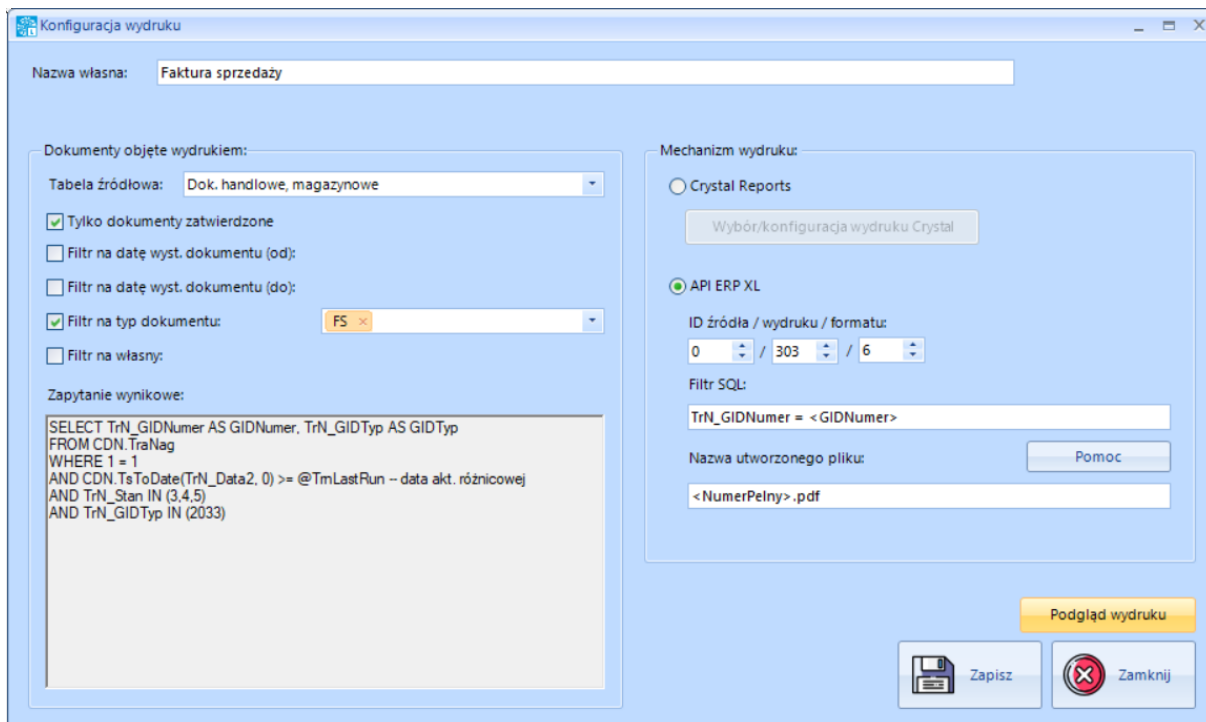 Konfiguracja wydruku
Nazwa własna: Faktura sprzedaży
Dokumenty objęte wydrukiem:
Tabela źródłowa: Dok. handlowe, magazynowe
Tylko dokumenty zatwierdzone
Filtr na datę wyst. dokumentu (od):
Filtr na datę wyst. dokumentu (do):
Filtr na typ dokumentu: FS ×
Filtr na własny:
Zapytanie wynikowe:
SELECT TrN_GIDNumer AS GIDNumer, TrN_GIDTyp AS GIDTyp
FROM CDN.TraNag
WHERE 1 = 1
AND CDN.TsToDate(TrN_Data2, 0) >= @TmLastRun -- data akt. różnicowej
AND TrN_Stan IN (3,4,5)
AND TrN_GIDTyp IN (2033)
Mechanizm wydruku:
Crystal Reports
Wybór/konfiguracja wydruku Crystal
API ERP XL
ID źródła / wydruku / formatu:
0 / 303 / 6
Filtr SQL:
TrN_GIDNumer = <GIDNumer>
Nazwa utworzonego pliku: Pomoc
<NumerPelny>.pdf
Podgląd wydruku
Zapisz Zamknij